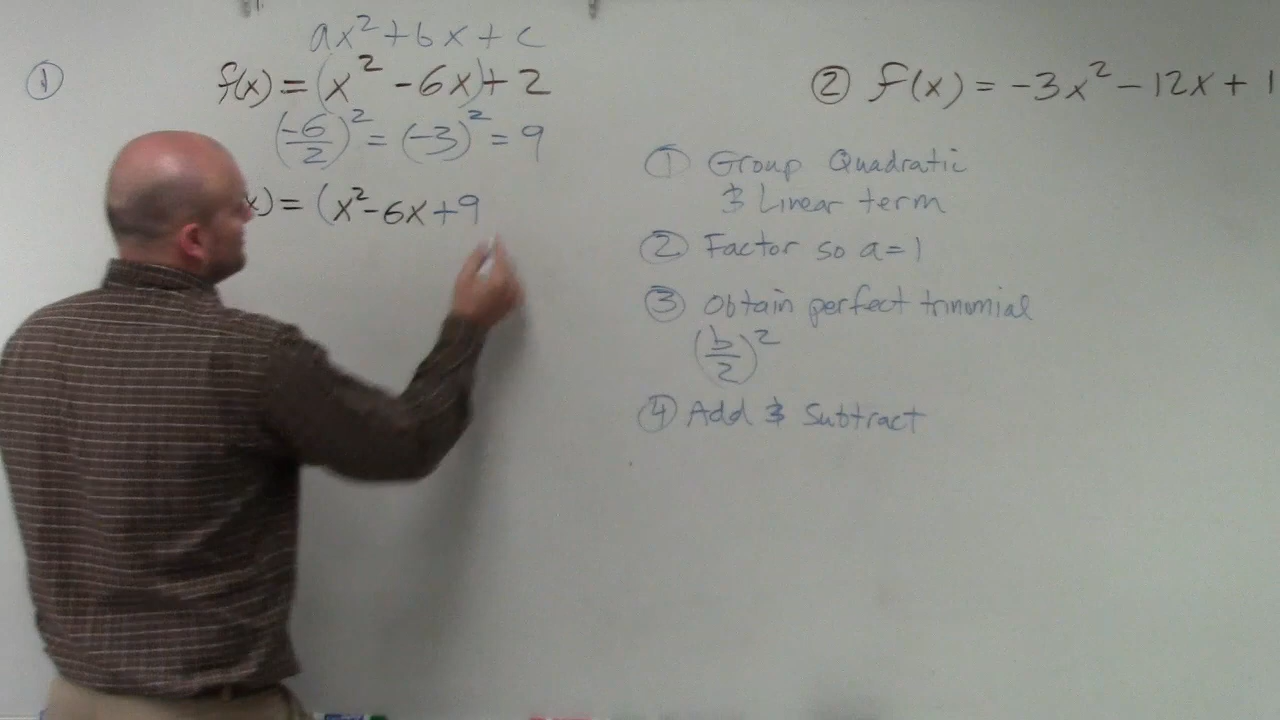 ax² + bx + c
① f(x) = (x² - 6x) + 2
(-6/2)² = (-3)² = 9
x) = (x² - 6x + 9
② f(x) = -3x² - 12x + 1
① Group Quadratic
& Linear term
② Factor so a = 1
③ Obtain perfect trinomial
(b/2)²
④ Add & Subtract